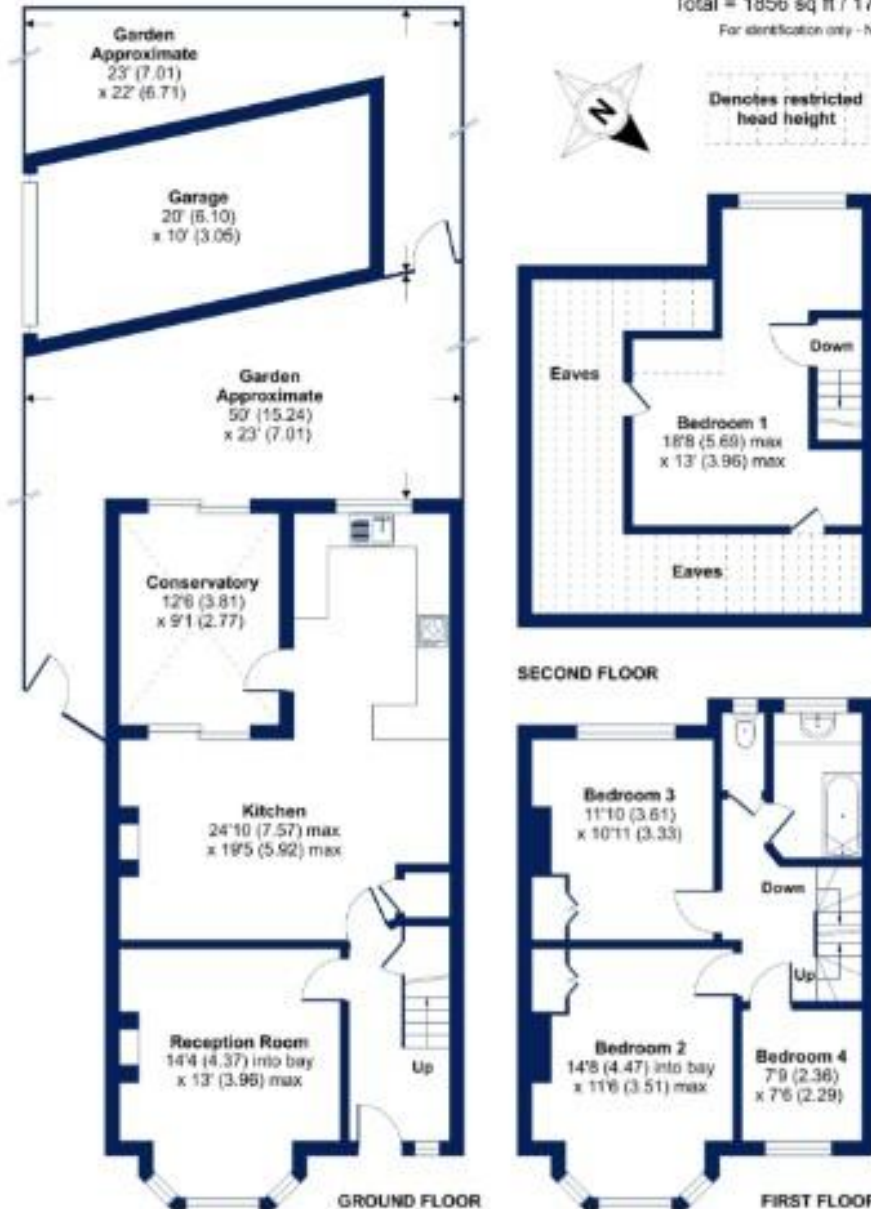 Total = 1856 sq ft / 17
For identification only - N
Garden
Approximate
23' (7.01)
x 22' (6.71)
N
Denotes restricted
head height
Garage
20' (6.10)
x 10' (3.05)
Garden
Approximate
50' (15.24)
x 23' (7.01)
Eaves
Down
Bedroom 1
18'8 (5.69) max
x 13' (3.96) max
Eaves
SECOND FLOOR
Conservatory
12'6 (3.81)
x 9'1 (2.77)
Kitchen
24'10 (7.57) max
x 19'5 (5.92) max
Reception Room
14'4 (4.37) into bay
x 13' (3.96) max
Up
GROUND FLOOR
Bedroom 3
11'10 (3.61)
x 10'11 (3.33)
Down
Up
Bedroom 2
14'8 (4.47) into bay
x 11'6 (3.51) max
Bedroom 4
7'9 (2.36)
x 7'6 (2.29)
FIRST FLOOR